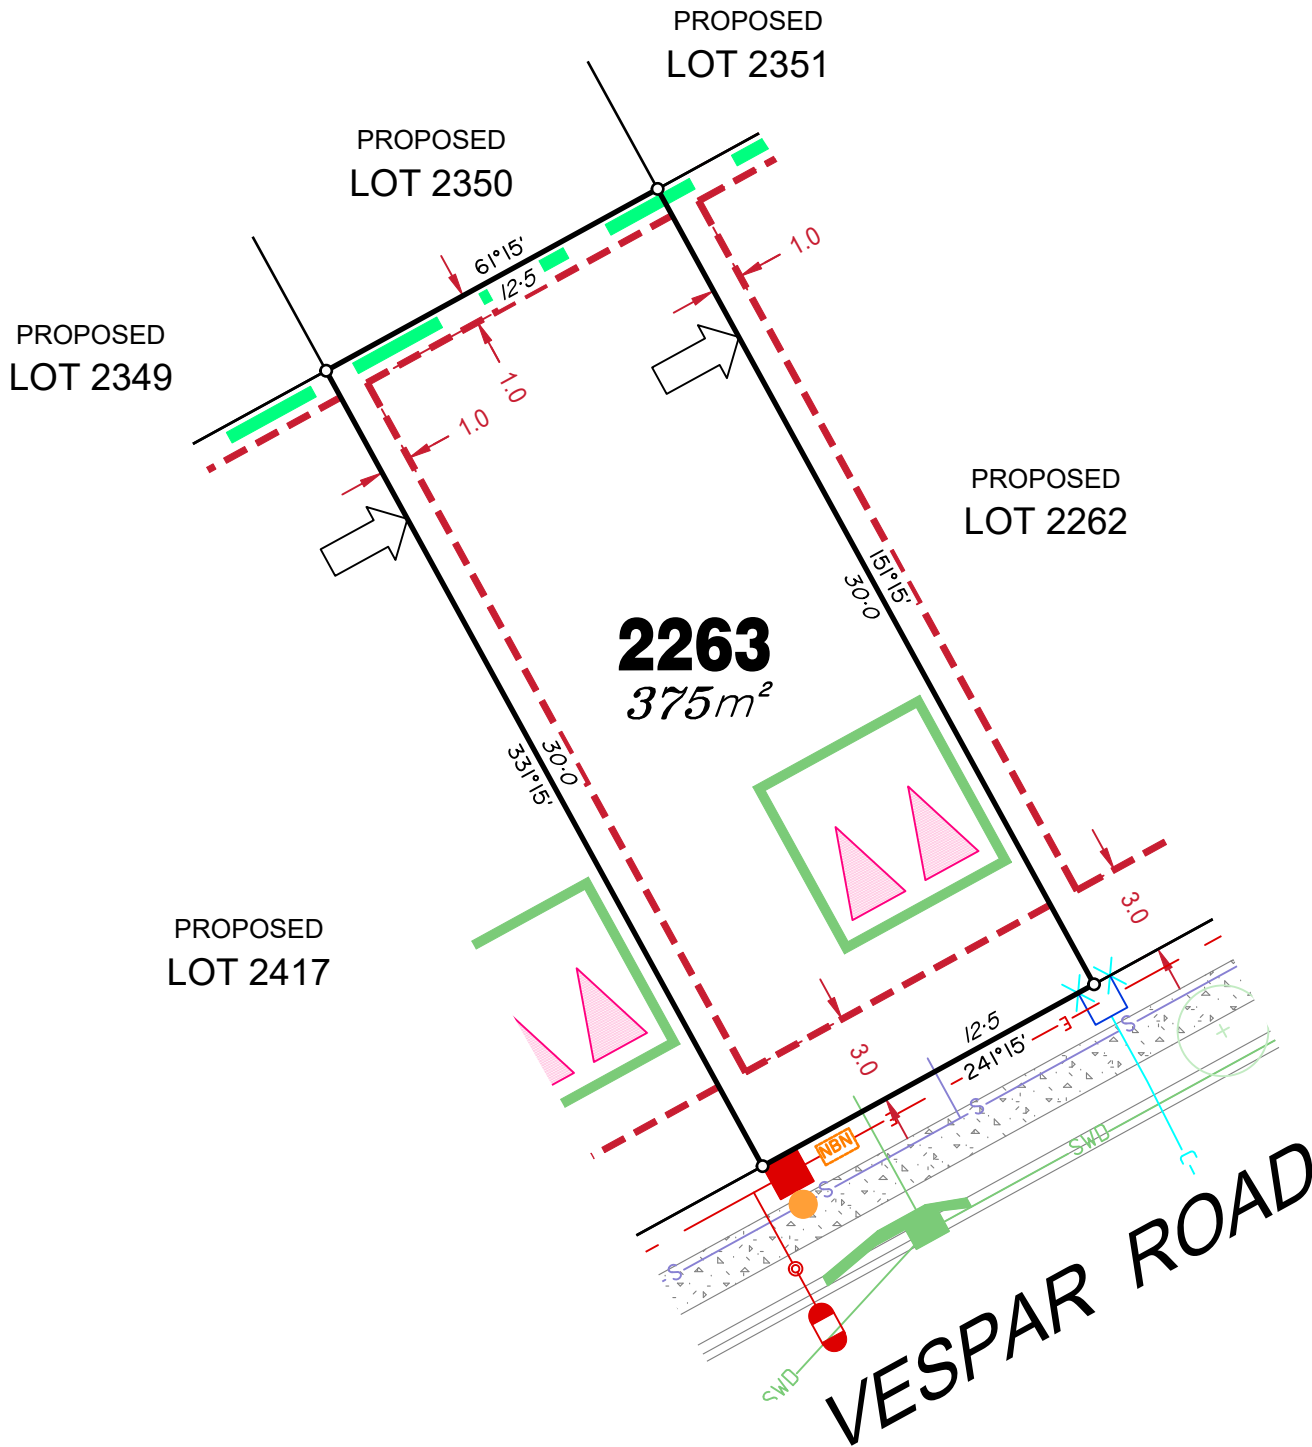 PROPOSED
LOT 2351
PROPOSED
LOT 2350
61°15'
12·5
1.0
PROPOSED
LOT 2349
1.0
1.0
PROPOSED
LOT 2262
151°15'
30·0
2263
375m²
30·0
331°15'
PROPOSED
LOT 2417
3.0
3.0
12·5
241°15'
E
S
E
S
NBN
SWD
S
S
SWD
VESPAR ROAD